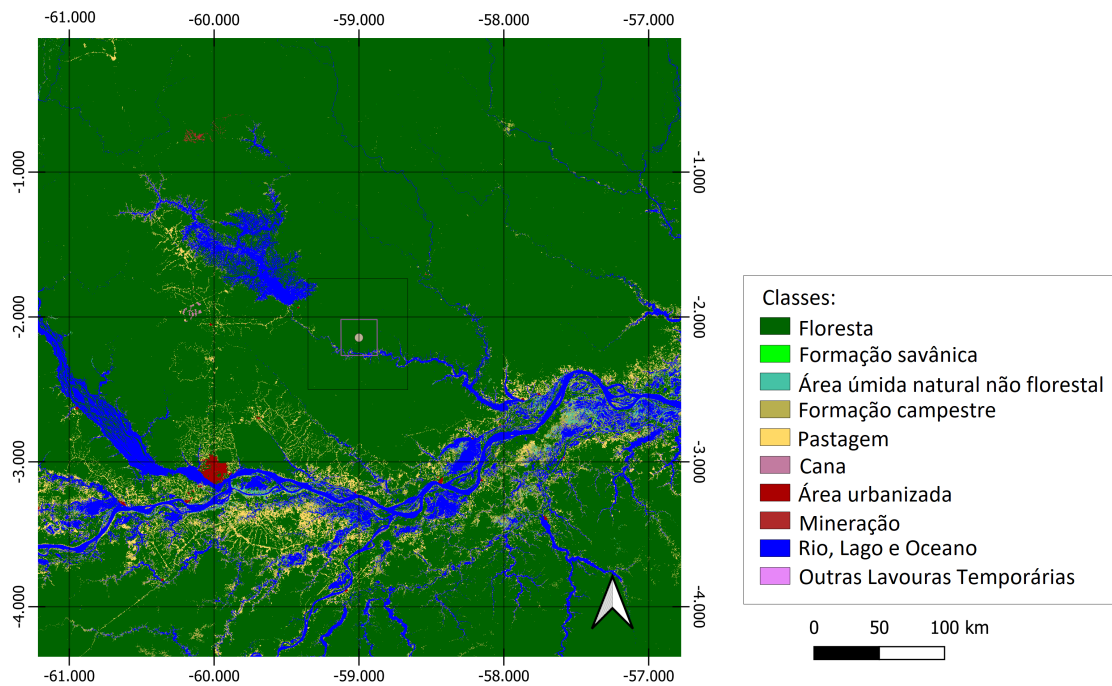 -61.000 -60.000 -59.000 -58.000 -57.000
-1.000 -1.000
-2.000 -2.000
-3.000 -3.000
-4.000 -4.000
-61.000 -60.000 -59.000 -58.000 -57.000
Classes:
Floresta
Formação savânica
Área úmida natural não florestal
Formação campestre
Pastagem
Cana
Área urbanizada
Mineração
Rio, Lago e Oceano
Outras Lavouras Temporárias
0 50 100 km